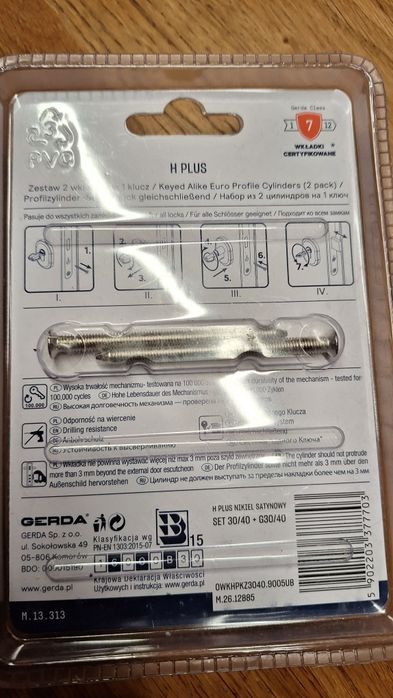 Gerda Class
1 7 12
WKŁADKI
CERTYFIKOWANE
PVC
H PLUS
Zestaw 2 1 klucz / Keyed Alike Euro Profile Cylinders (2 pack) /
Profilzylinder gleichschließend / Набор из 2 цилиндров на 1 ключ
Pasuje do wszystkich for all locks / Für alle Schlösser geeignet / Подходит ко всем замкам
1.
2.
3.
4.
5.
6.
7.
I.
II.
III.
IV.
100.000
PL Wysoka trwałość mechanizmu- testowana na 100 000 durability of the mechanism - tested for
100,000 cycles DE Hohe Lebensdauer des Mechanismus Zyklen
RU Высокая долговечность механизма — проверена
PL Odporność na wiercenie
EN Drilling resistance
DE Anbohrschutz
RU Устойчивость к высверливанию
Klucza
system
Ключа"
PL Wkładka nie powinna wystawać więcej niż max 3 mm poza szyld zewnętrzny The cylinder should not protrude
more than 3 mm beyond the external door escutcheon DE Der Profilzylinder sollte nicht mehr als 3 mm über den
Außenschild hervorstehen RU Цилиндр не должен выступать за пределы накладки более чем на 3 мм
GERDA
GERDA Sp. z o.o.
ul. Sokołowska 49
05-806 Komorów
BDO: 000015190
www.gerda.pl
Klasyfikacja wg
PN-EN 1303:2015-07
B 15
Krajowa Deklaracja Właściwości
Użytkowych i instrukcja: www.gerda.pl
H PLUS NIKIEL SATYNOWY
SET 30/40 + G30/40
OWKHPKZ3040.9005UB
M.26.12885
5902203377703
M.13.313